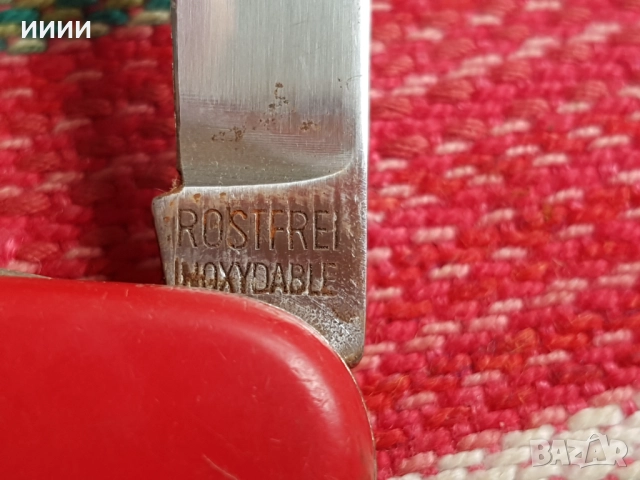 ииии
ROSTFREI
INOXYDABLE
BAZAR